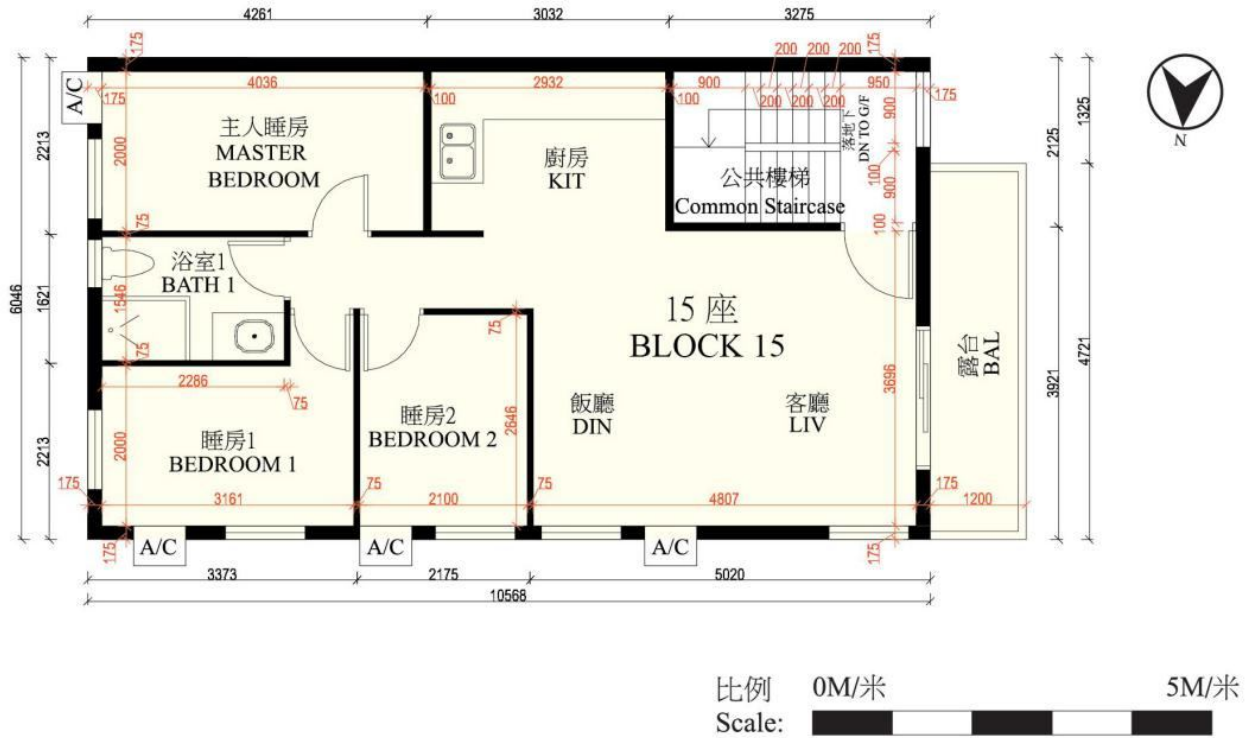 4261
3032
3275
175
200
200
200
175
A/C
175
4036
100
2932
100
900
200
200
200
950
175
900
落地下
DN TO G/F
N
2213
2000
主人睡房
MASTER
BEDROOM
廚房
KIT
公共樓梯
Common Staircase
100
900
100
2125
1325
75
6046
1621
1546
浴室1
BATH 1
75
75
15 座
BLOCK 15
3696
露台
BAL
3921
4721
2286
75
2213
2000
睡房1
BEDROOM 1
睡房2
BEDROOM 2
2646
飯廳
DIN
客廳
LIV
175
3161
75
2100
75
4807
175
1200
175
A/C
A/C
A/C
175
3373
2175
5020
10568
比例
0M/米
5M/米
Scale: